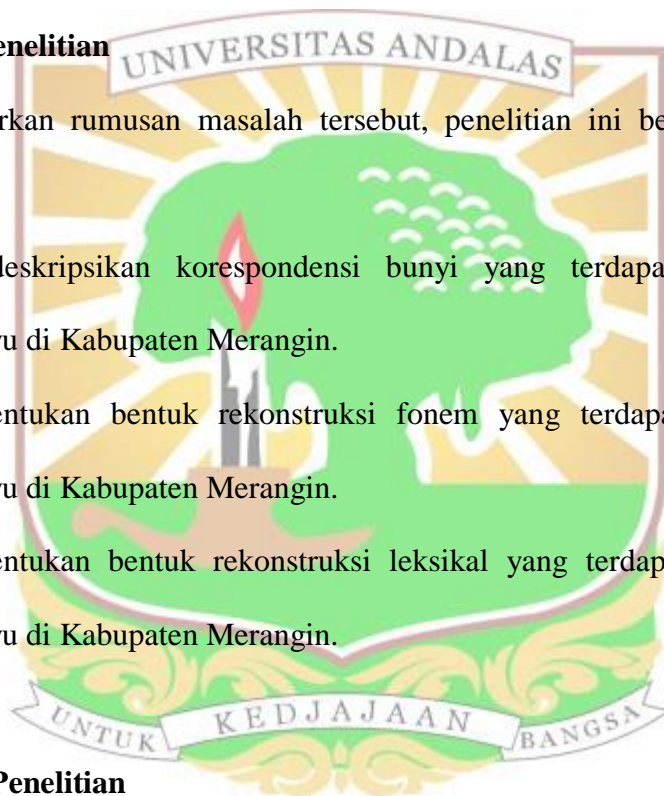 enelitian
UNIVERSITAS ANDALAS
rkan rumusan masalah tersebut, penelitian ini be
deskripsikan korespondensi bunyi yang terdapa
u di Kabupaten Merangin.
entukan bentuk rekonstruksi fonem yang terdapa
u di Kabupaten Merangin.
entukan bentuk rekonstruksi leksikal yang terdap
u di Kabupaten Merangin.
UNTUK KEDJAJAAN BANGSA
Penelitian